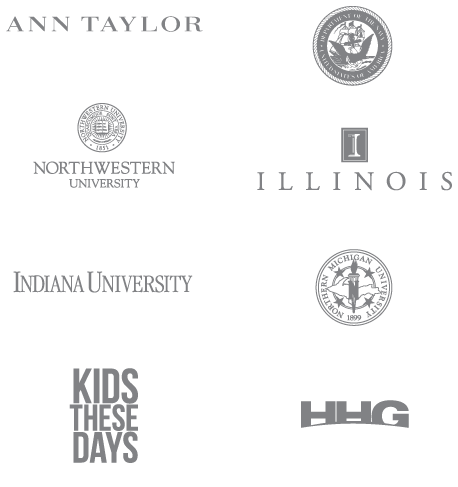 ANN TAYLOR
DEPARTMENT OF THE NAVY
UNITED STATES OF AMERICA
NORTHWESTERN UNIVERSITY
1851
NORTHWESTERN
UNIVERSITY
I
ILLINOIS
INDIANA UNIVERSITY
NORTHERN MICHIGAN UNIVERSITY
1899
KIDS
THESE
DAYS
HHG